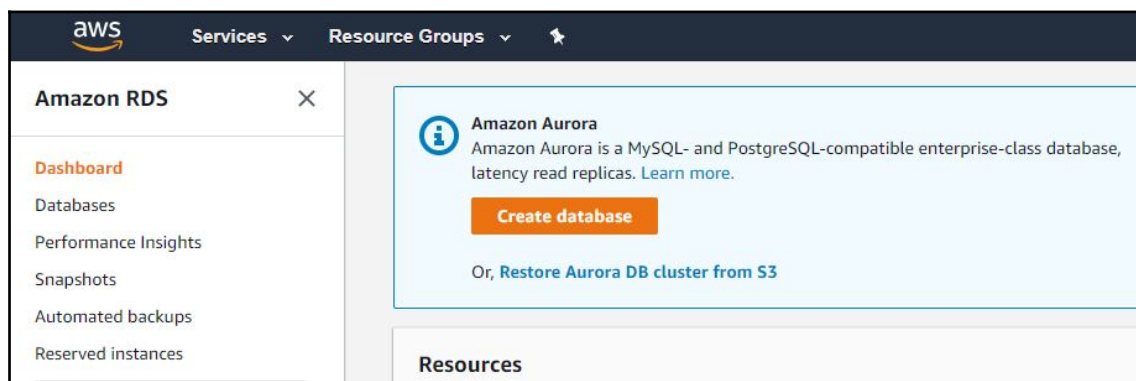 aws
Services
Resource Groups
Amazon RDS
Dashboard
Databases
Performance Insights
Snapshots
Automated backups
Reserved instances
Amazon Aurora
Amazon Aurora is a MySQL- and PostgreSQL-compatible enterprise-class database,
latency read replicas. Learn more.
Create database
Or, Restore Aurora DB cluster from S3
Resources